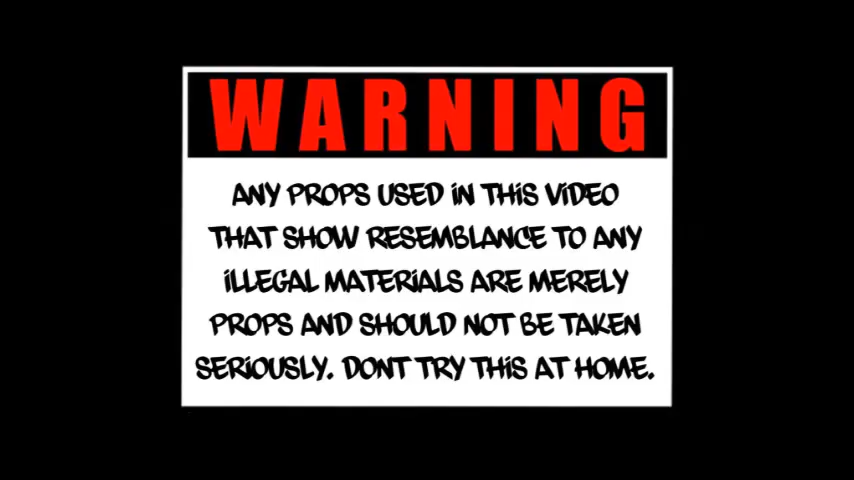 WARNING
ANY PROPS USED IN THIS VIDEO
THAT SHOW RESEMBLANCE TO ANY
ILLEGAL MATERIALS ARE MERELY
PROPS AND SHOULD NOT BE TAKEN
SERIOUSLY. DONT TRY THIS AT HOME.